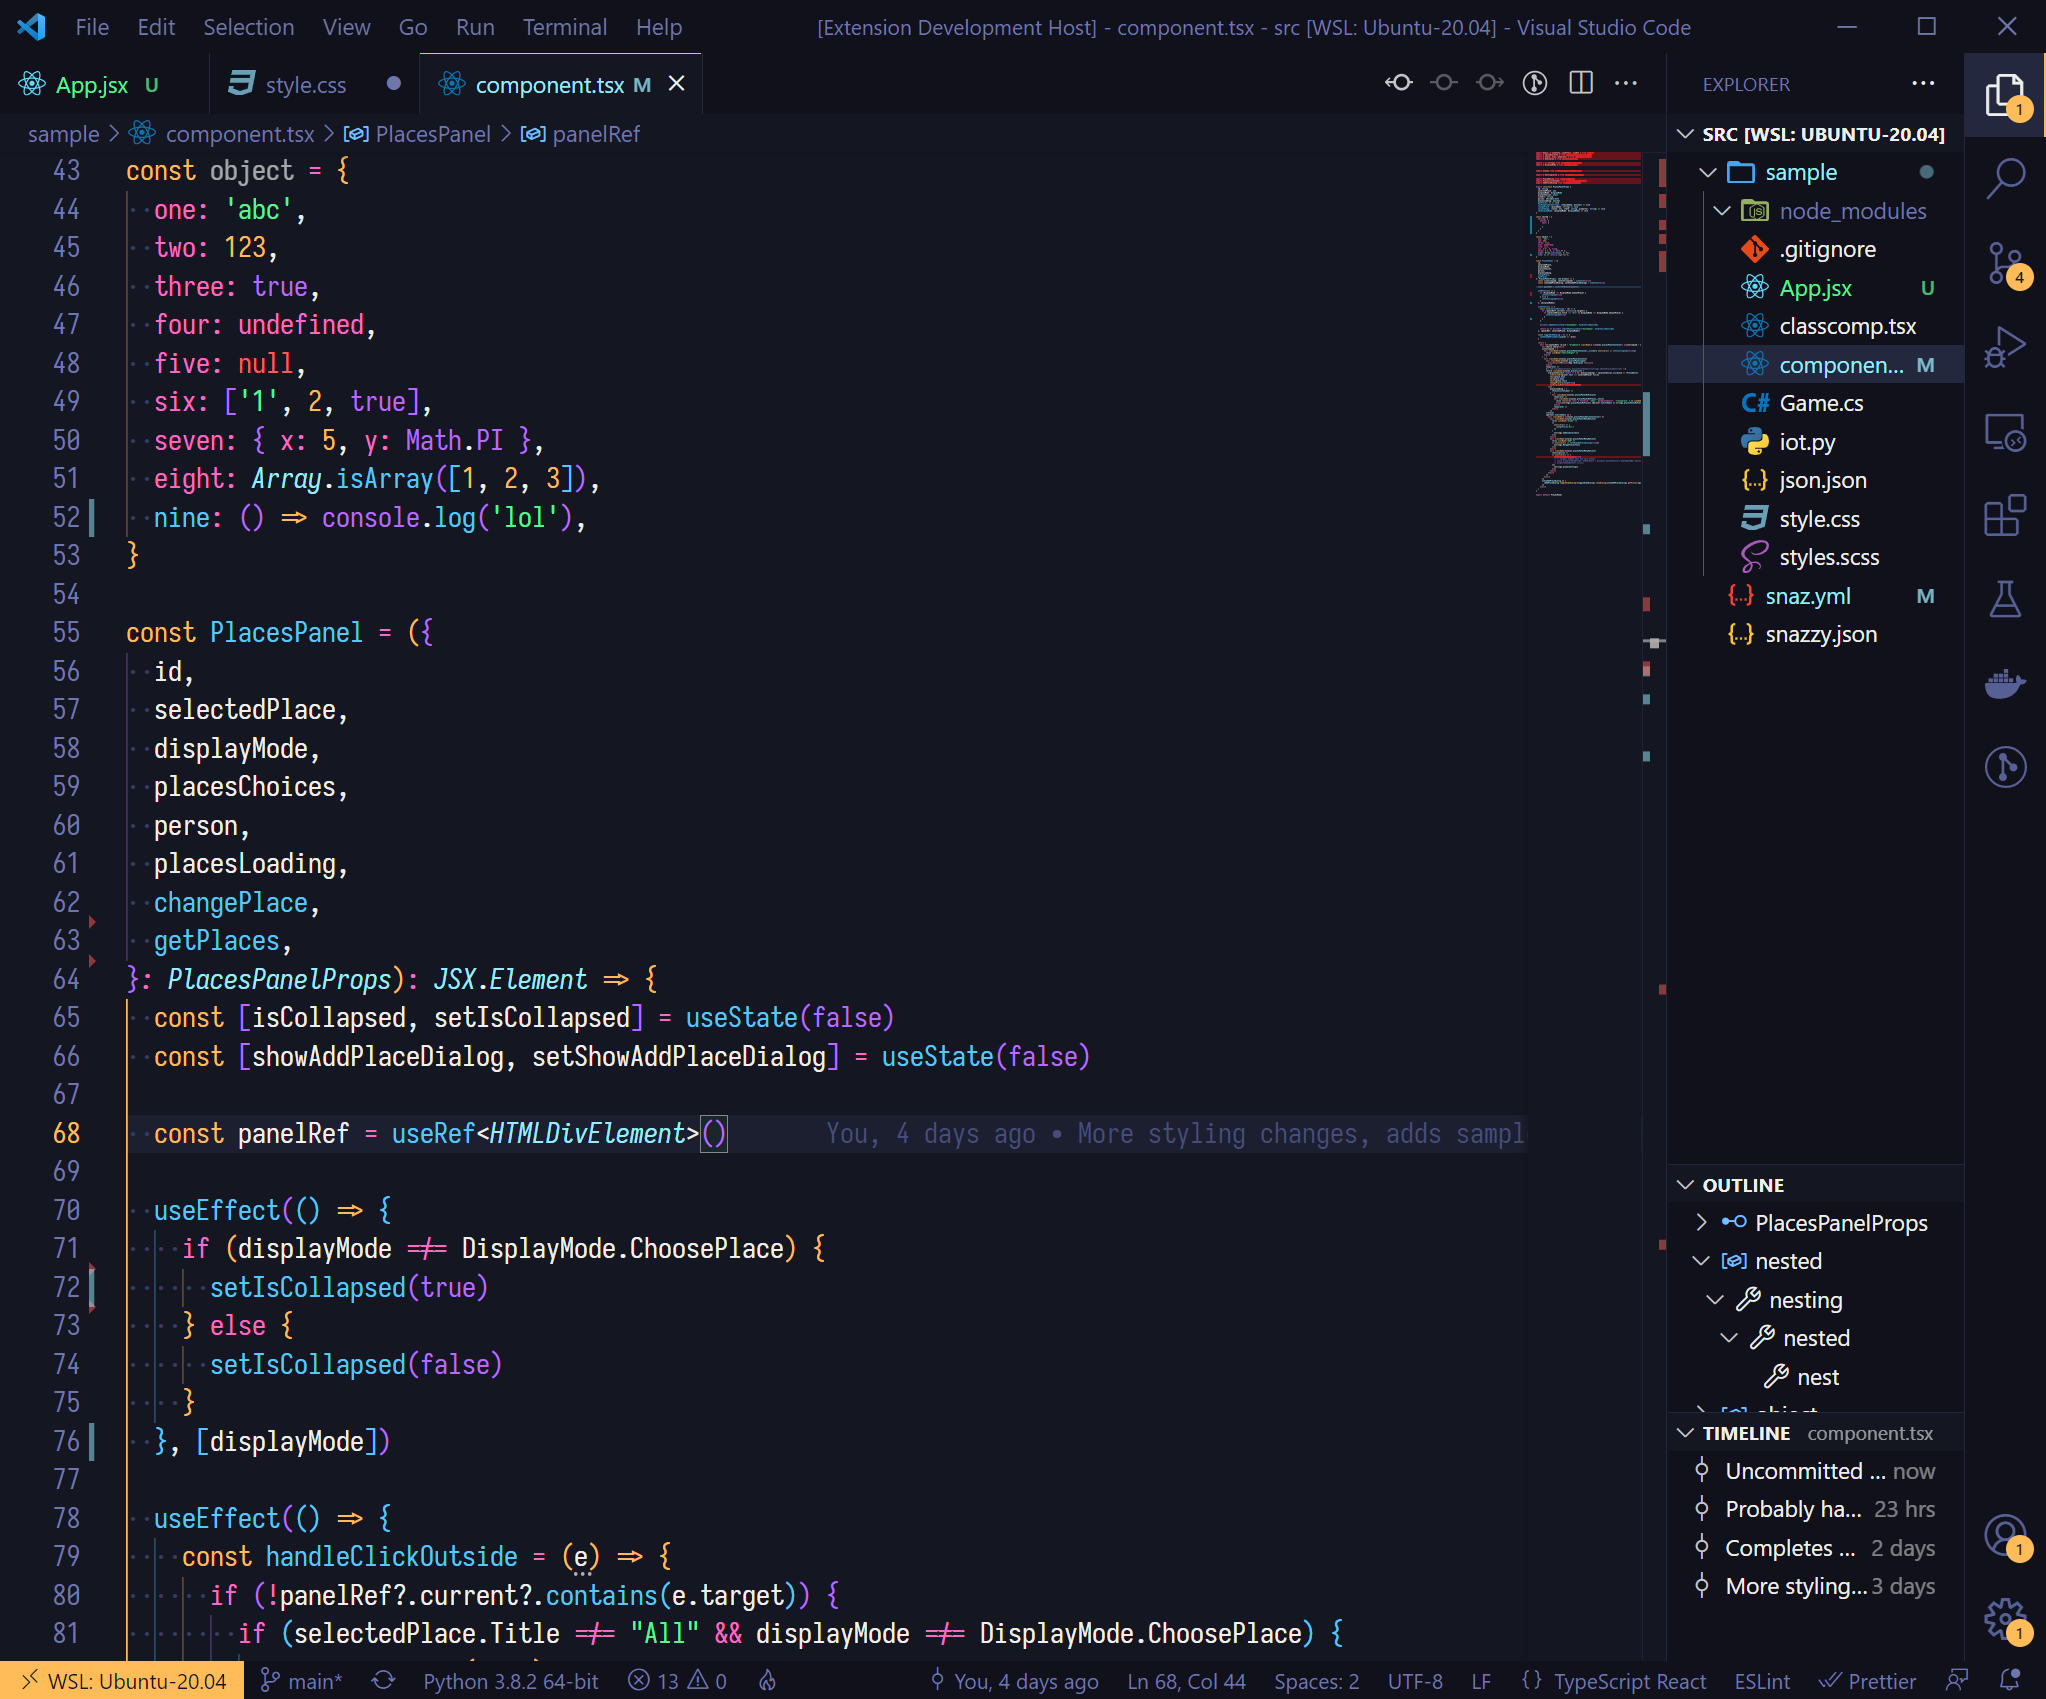 File Edit Selection View Go Run Terminal Help [Extension Development Host] - component.tsx - src [WSL: Ubuntu-20.04] - Visual Studio Code
App.jsx U style.css component.tsx M
sample > component.tsx > PlacesPanel > panelRef
43 const object = {
44 one: 'abc',
45 two: 123,
46 three: true,
47 four: undefined,
48 five: null,
49 six: ['1', 2, true],
50 seven: { x: 5, y: Math.PI },
51 eight: Array.isArray([1, 2, 3]),
52 nine: () => console.log('lol'),
53 }
54
55 const PlacesPanel = ({
56 id,
57 selectedPlace,
58 displayMode,
59 placesChoices,
60 person,
61 placesLoading,
62 changePlace,
63 getPlaces,
64 }: PlacesPanelProps): JSX.Element => {
65 const [isCollapsed, setIsCollapsed] = useState(false)
66 const [showAddPlaceDialog, setShowAddPlaceDialog] = useState(false)
67
68 const panelRef = useRef<HTMLDivElement>() You, 4 days ago • More styling changes, adds sampl
69
70 useEffect(() => {
71 if (displayMode !== DisplayMode.ChoosePlace) {
72 setIsCollapsed(true)
73 } else {
74 setIsCollapsed(false)
75 }
76 }, [displayMode])
77
78 useEffect(() => {
79 const handleClickOutside = (e) => {
80 if (!panelRef?.current?.contains(e.target)) {
81 if (selectedPlace.Title !== "All" && displayMode !== DisplayMode.ChoosePlace) {
EXPLORER
SRC [WSL: UBUNTU-20.04]
sample
node_modules
.gitignore
App.jsx U
classcomp.tsx
componen... M
Game.cs
iot.py
json.json
style.css
styles.scss
snaz.yml M
snazzy.json
OUTLINE
PlacesPanelProps
nested
nesting
nested
nest
object
TIMELINE component.tsx
Uncommitted ... now
Probably ha... 23 hrs
Completes ... 2 days
More styling... 3 days
1
4
1
1
WSL: Ubuntu-20.04 main* Python 3.8.2 64-bit 13 0 You, 4 days ago Ln 68, Col 44 Spaces: 2 UTF-8 LF {} TypeScript React ESLint Prettier